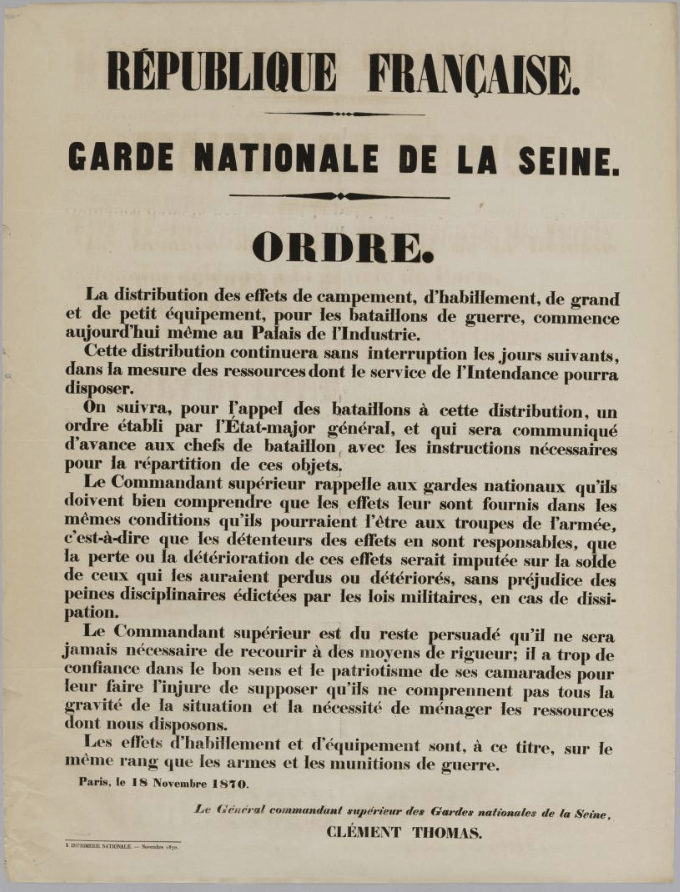 RÉPUBLIQUE FRANÇAISE.
GARDE NATIONALE DE LA SEINE.
ORDRE.
La distribution des effets de campement, d'habillement, de grand
et de petit équipement, pour les bataillons de guerre, commence
aujourd'hui même au Palais de l'Industrie.
Cette distribution continuera sans interruption les jours suivants,
dans la mesure des ressources dont le service de l'Intendance pourra
disposer.
On suivra, pour l'appel des bataillons à cette distribution, un
ordre établi par l'État-major général, et qui sera communiqué
d'avance aux chefs de bataillon avec les instructions nécessaires
pour la répartition de ces objets.
Le Commandant supérieur rappelle aux gardes nationaux qu'ils
doivent bien comprendre que les effets leur sont fournis dans les
mêmes conditions qu'ils pourraient l'être aux troupes de l'armée,
c'est-à-dire que les détenteurs des effets en sont responsables, que
la perte ou la détérioration de ces effets serait imputée sur la solde
de ceux qui les auraient perdus ou détériorés, sans préjudice des
peines disciplinaires édictées par les lois militaires, en cas de dissi-
pation.
Le Commandant supérieur est du reste persuadé qu'il ne sera
jamais nécessaire de recourir à des moyens de rigueur; il a trop de
confiance dans le bon sens et le patriotisme de ses camarades pour
leur faire l'injure de supposer qu'ils ne comprennent pas tous la
gravité de la situation et la nécessité de ménager les ressources
dont nous disposons.
Les effets d'habillement et d'équipement sont, à ce titre, sur le
même rang que les armes et les munitions de guerre.
Paris, le 18 Novembre 1870.
Le Général commandant supérieur des Gardes nationales de la Seine,
CLÉMENT THOMAS.
IMPRIMERIE NATIONALE. — Novembre 1870.